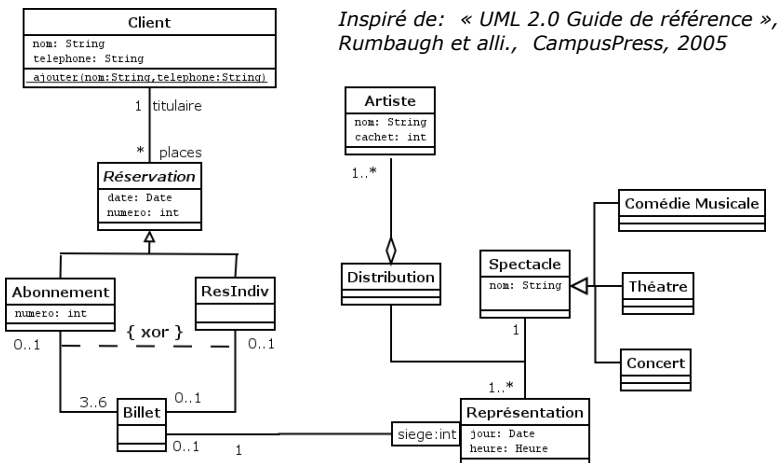 Client
nom: String
telephone: String
ajouter(nom:String,telephone:String)
Inspiré de: « UML 2.0 Guide de référence »,
Rumbaugh et alli., CampusPress, 2005
1 titulaire
* places
Réservation
date: Date
numero: int
Artiste
nom: String
cachet: int
1..*
Distribution
Spectacle
nom: String
Comédie Musicale
Théatre
Concert
Abonnement
numero: int
ResIndiv
{ xor }
0..1
0..1
3..6
0..1
Billet
0..1
1
siege:int
1
1..*
Représentation
jour: Date
heure: Heure